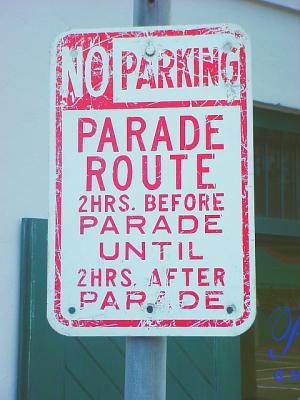 NO PARKING
PARADE
ROUTE
2HRS. BEFORE
PARADE
UNTIL
2HRS. AFTER
PARADE